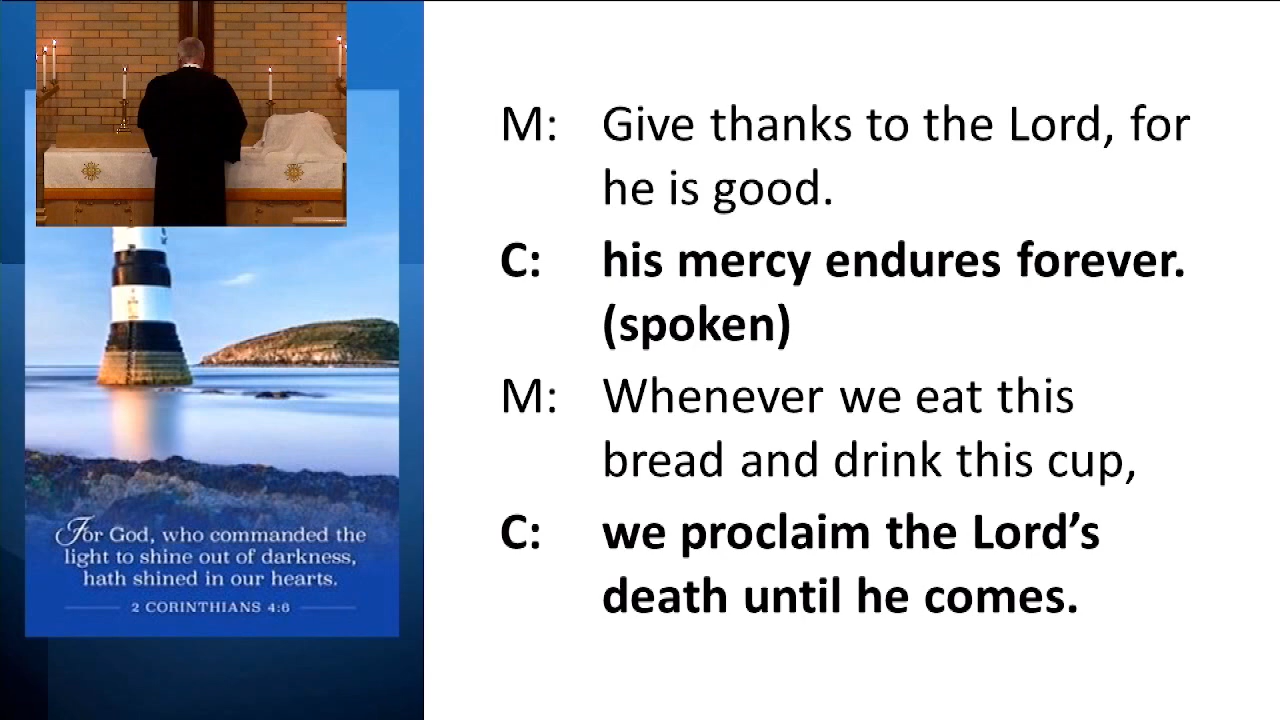 M: Give thanks to the Lord, for
he is good.
C: his mercy endures forever.
(spoken)
M: Whenever we eat this
bread and drink this cup,
C: we proclaim the Lord’s
death until he comes.
For God, who commanded the
light to shine out of darkness,
hath shined in our hearts.
2 CORINTHIANS 4:6